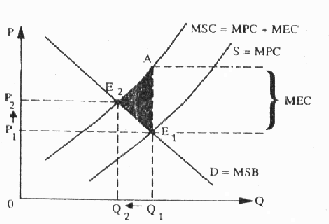 P
MSC = MPC + MEC
S = MPC
A
E2
P2
MEC
P1
E1
D = MSB
0
Q2
Q1
Q